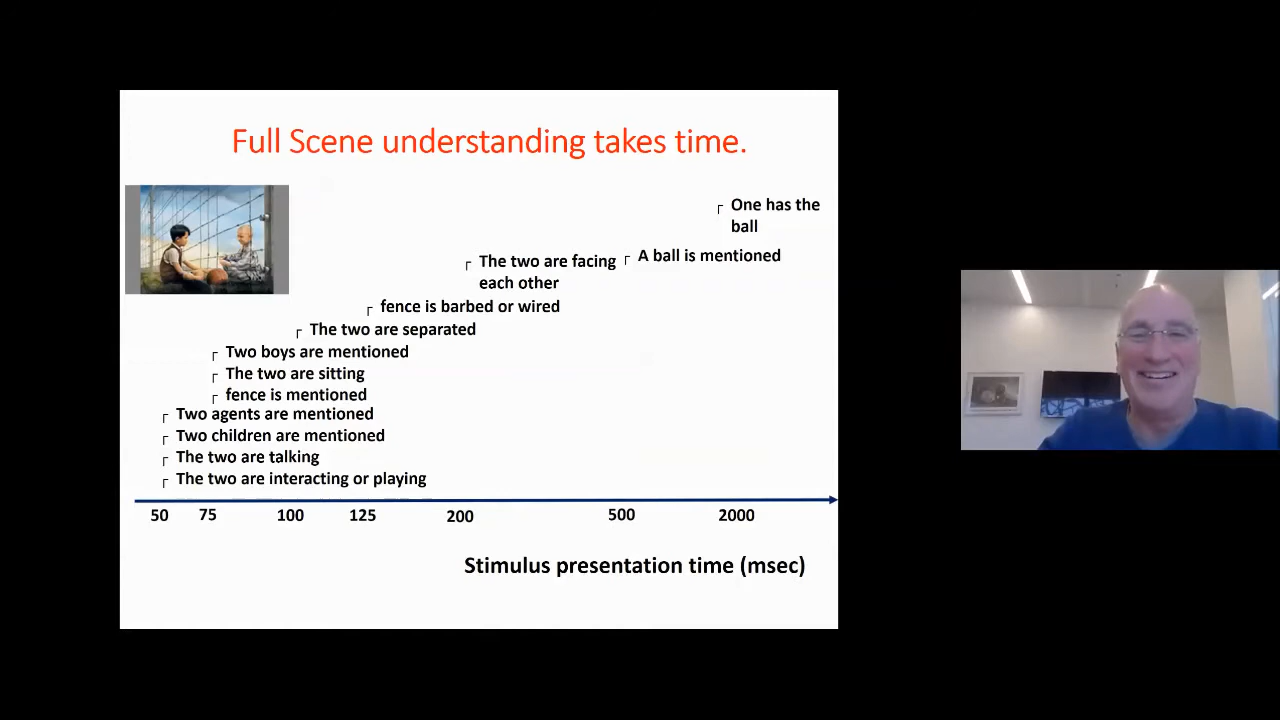 Full Scene understanding takes time.
One has the
ball
A ball is mentioned
The two are facing
each other
fence is barbed or wired
The two are separated
Two boys are mentioned
The two are sitting
fence is mentioned
Two agents are mentioned
Two children are mentioned
The two are talking
The two are interacting or playing
50 75 100 125 200 500 2000
Stimulus presentation time (msec)